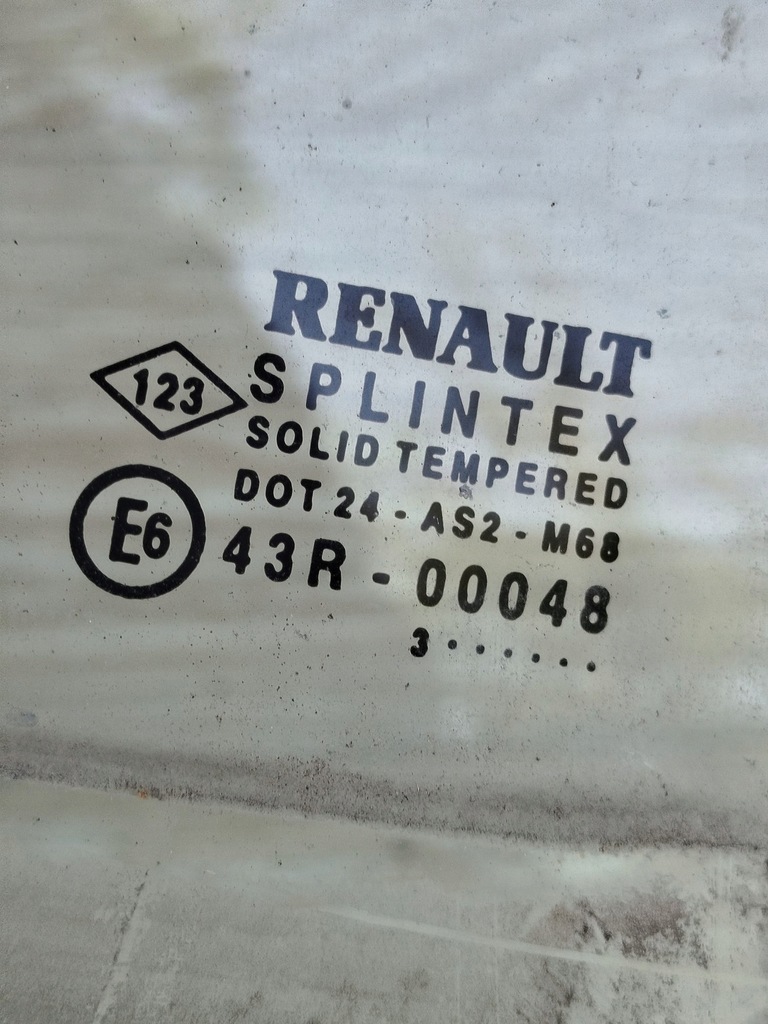 RENAULT
123
SPLINTEX
SOLID TEMPERED
DOT 24 - AS2 - M68
E6
43R - 00048
3 . . . . . .